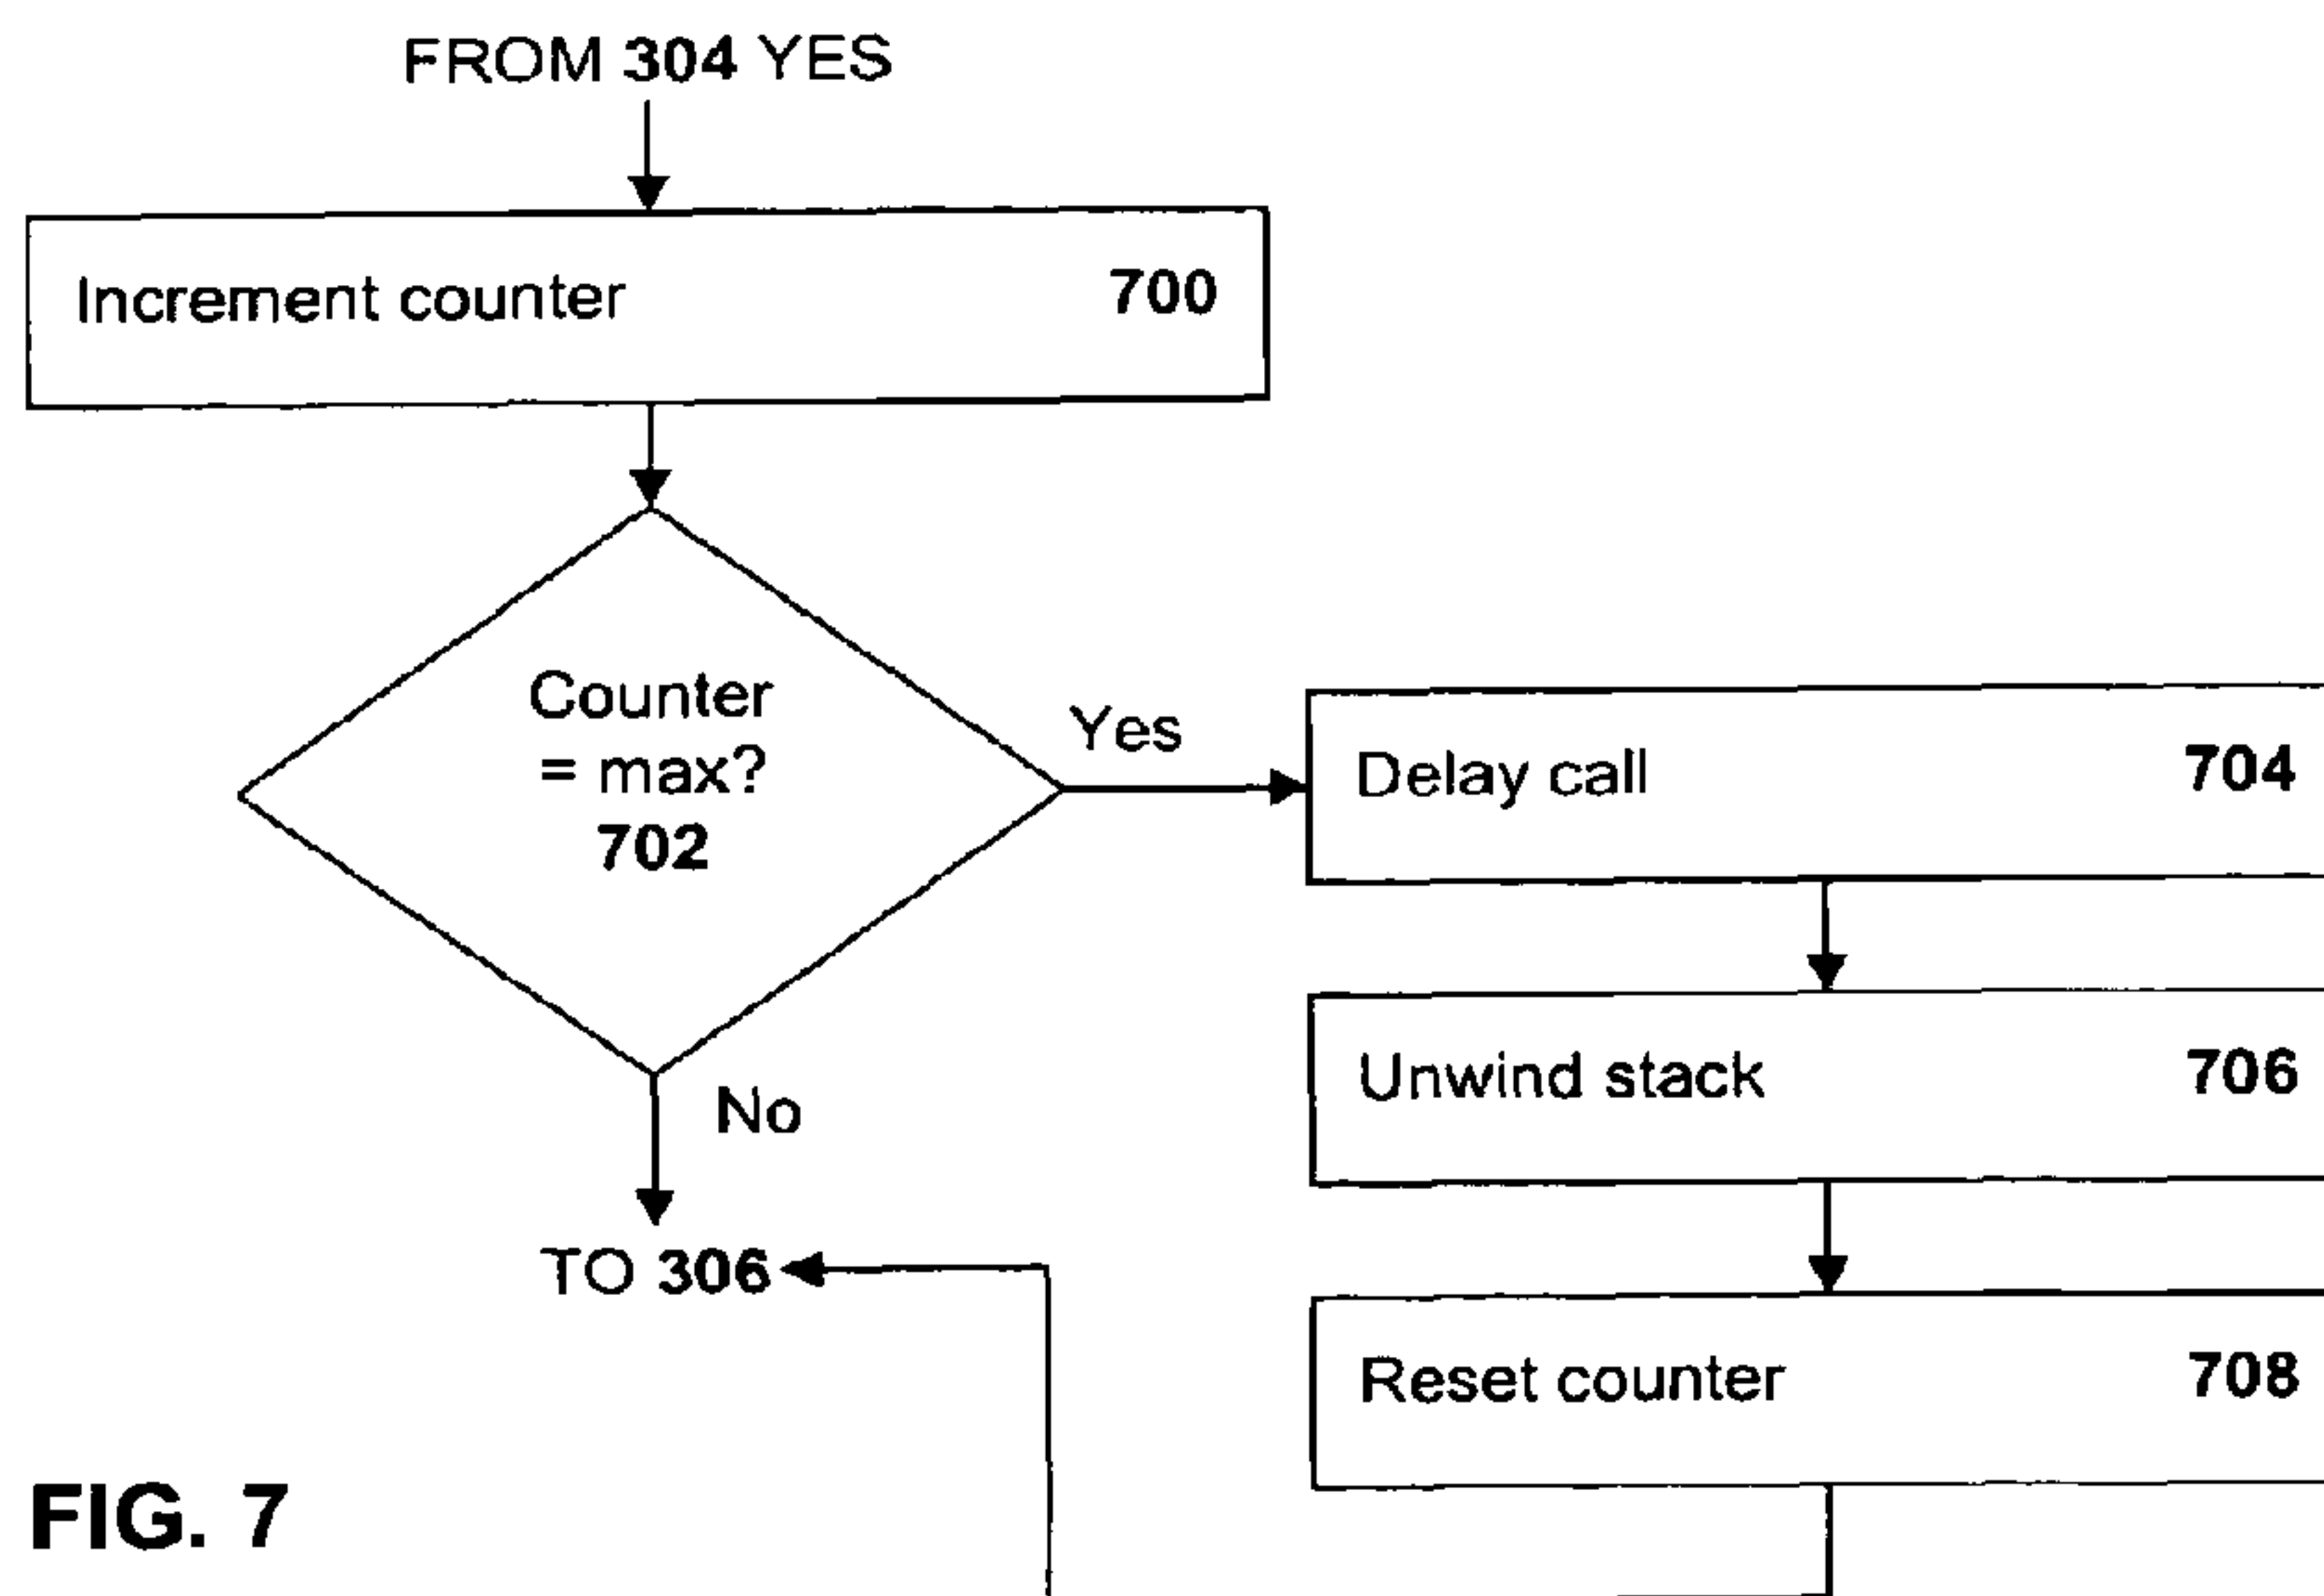 FROM 304 YES
Increment counter 700
Counter
= max?
702
Yes
Delay call 704
Unwind stack 706
No
TO 306
Reset counter 708
FIG. 7